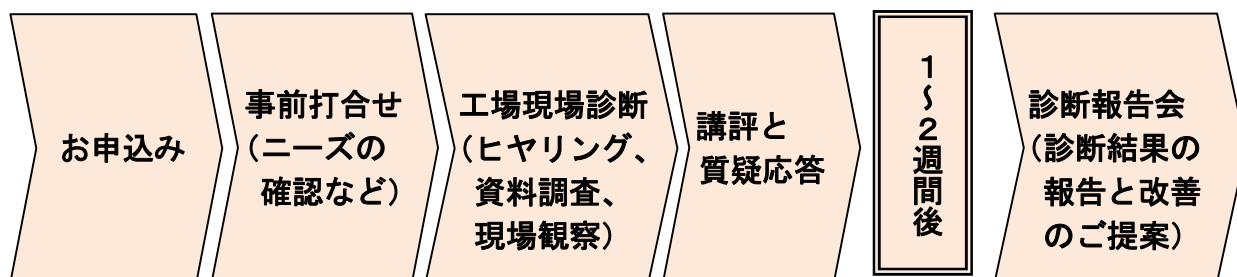 お申込み
事前打合せ
（ニーズの
確認など）
工場現場診断
（ヒヤリング、
資料調査、
現場観察）
講評と
質疑応答
１～２週間後
診断報告会
（診断結果の
報告と改善
のご提案）